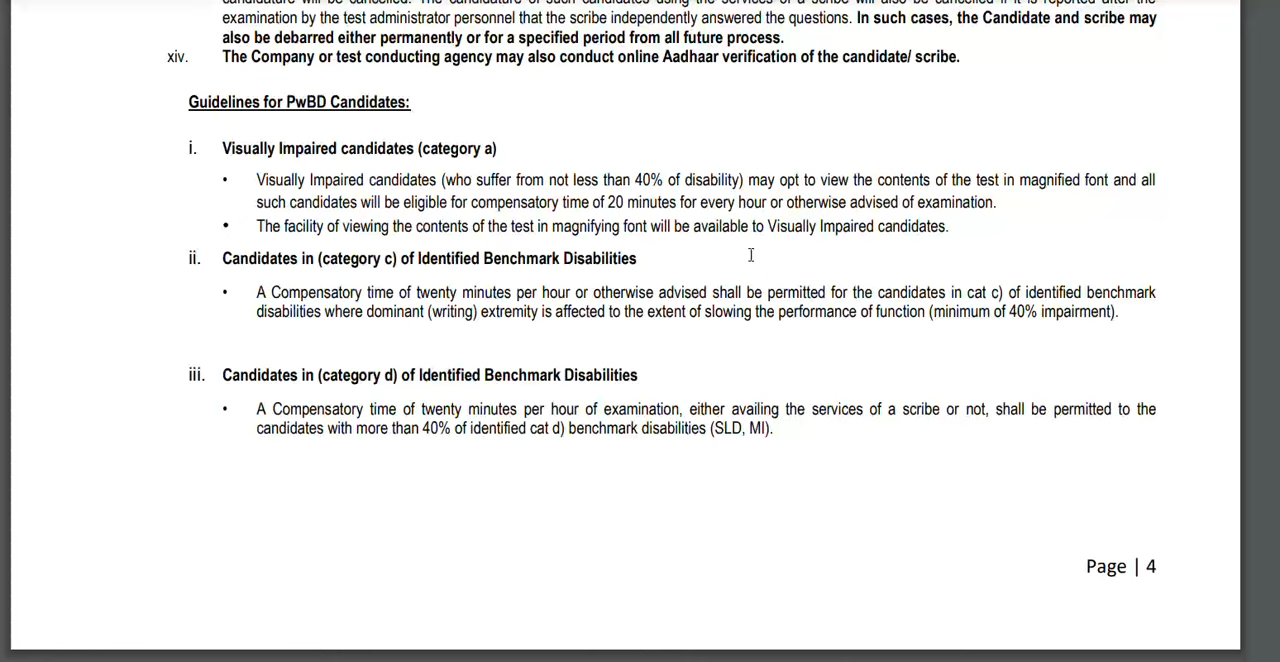 examination by the test administrator personnel that the scribe independently answered the questions. In such cases, the Candidate and scribe may
also be debarred either permanently or for a specified period from all future process.
xiv. The Company or test conducting agency may also conduct online Aadhaar verification of the candidate/ scribe.
Guidelines for PwBD Candidates:
i. Visually Impaired candidates (category a)
• Visually Impaired candidates (who suffer from not less than 40% of disability) may opt to view the contents of the test in magnified font and all
such candidates will be eligible for compensatory time of 20 minutes for every hour or otherwise advised of examination.
• The facility of viewing the contents of the test in magnifying font will be available to Visually Impaired candidates.
ii. Candidates in (category c) of Identified Benchmark Disabilities
• A Compensatory time of twenty minutes per hour or otherwise advised shall be permitted for the candidates in cat c) of identified benchmark
disabilities where dominant (writing) extremity is affected to the extent of slowing the performance of function (minimum of 40% impairment).
iii. Candidates in (category d) of Identified Benchmark Disabilities
• A Compensatory time of twenty minutes per hour of examination, either availing the services of a scribe or not, shall be permitted to the
candidates with more than 40% of identified cat d) benchmark disabilities (SLD, MI).
Page | 4